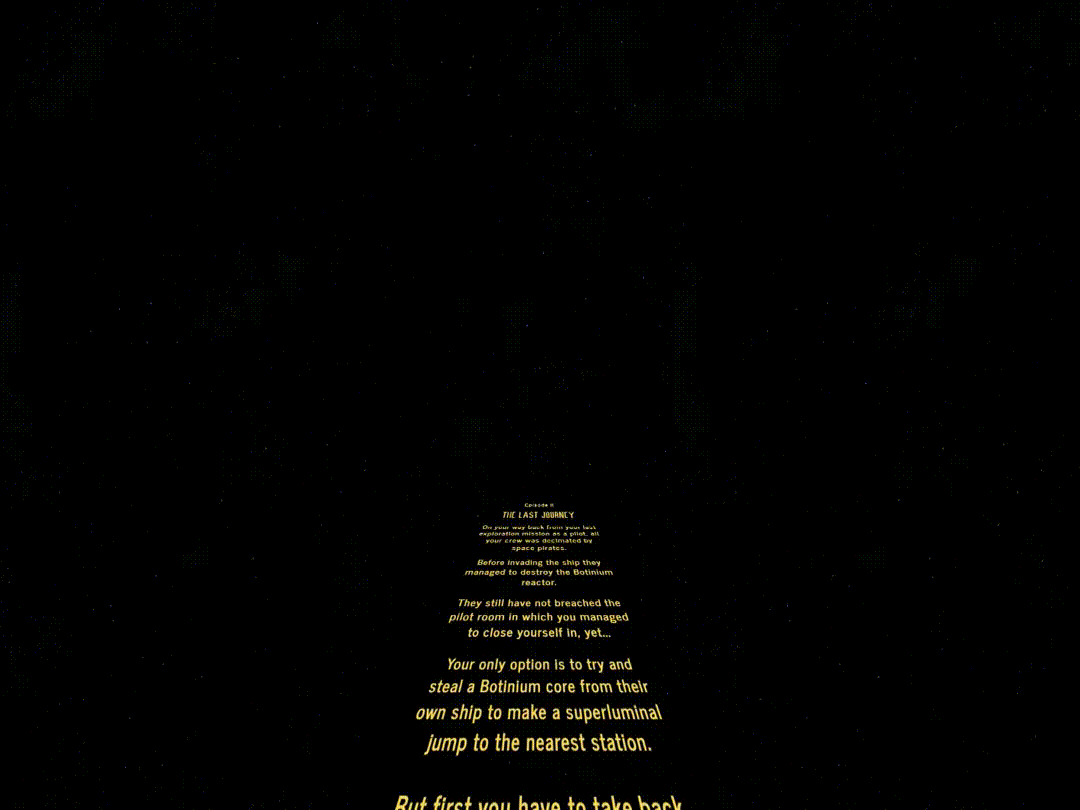 Episode II
THE LAST JOURNEY
On your way back from your last
exploration mission as a pilot, all
your crew was decimated by
space pirates.
Before invading the ship they
managed to destroy the Botinium
reactor.
They still have not breached the
pilot room in which you managed
to close yourself in, yet...
Your only option is to try and
steal a Botinium core from their
own ship to make a superluminal
jump to the nearest station.
But first you have to take back